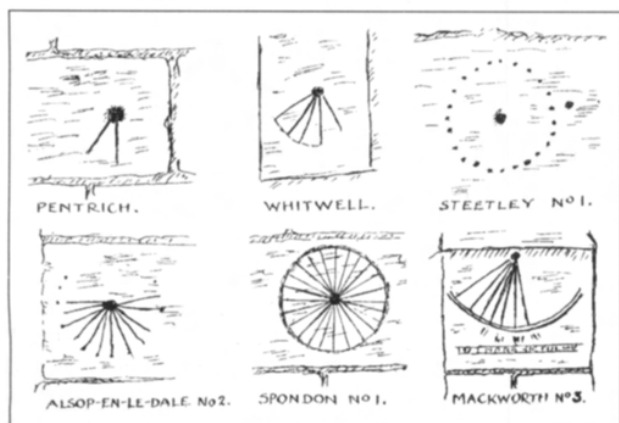 PENTRICH.
WHITWELL.
STEETLEY No 1.
ALSOP-EN-LE-DALE. No 2.
SPONDON No 1.
MACKWORTH No 3.